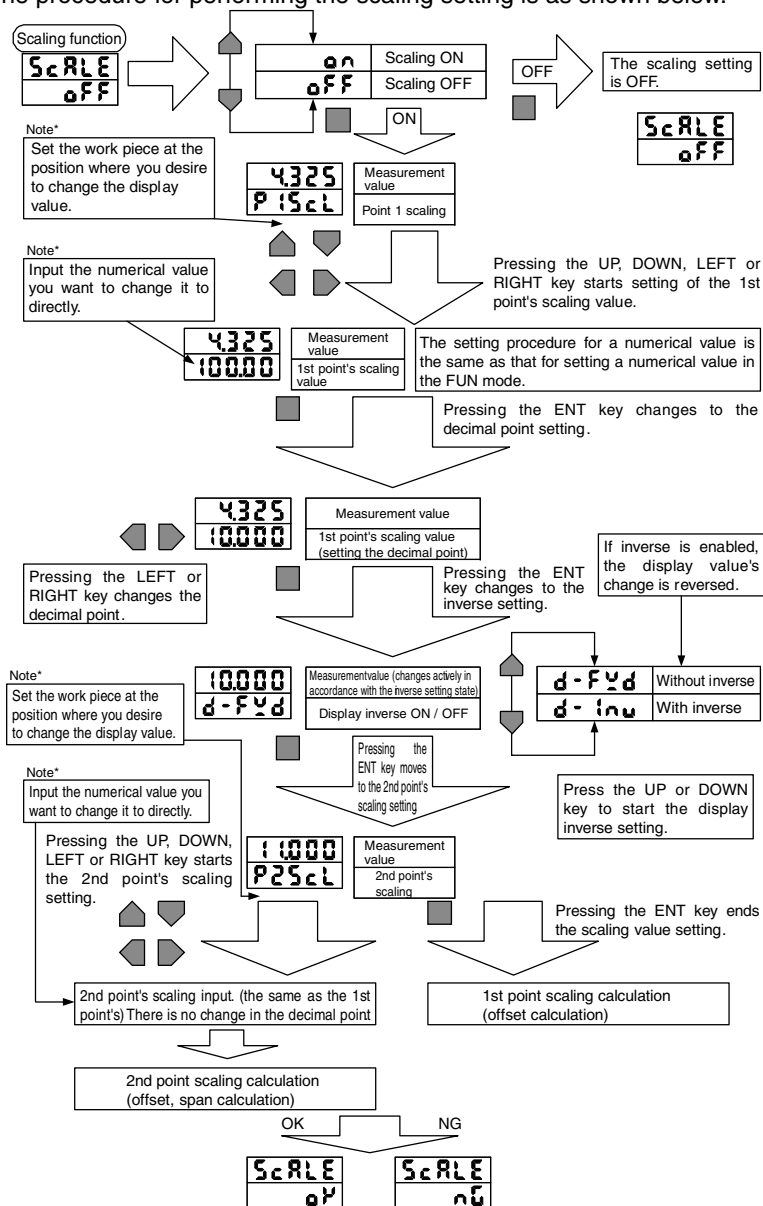 The procedure for performing the scaling setting is as shown below.
Scaling function
ScALE
oFF
on
Scaling ON
oFF
Scaling OFF
OFF
The scaling setting
is OFF.
ScALE
oFF
ON
Note*
Set the work piece at the
position where you desire
to change the display
value.
4.325
P1ScL
Measurement
value
Point 1 scaling
Note*
Input the numerical value
you want to change it to
directly.
Pressing the UP, DOWN, LEFT or
RIGHT key starts setting of the 1st
point's scaling value.
4.325
100.00
Measurement
value
1st point's scaling
value
The setting procedure for a numerical value is
the same as that for setting a numerical value in
the FUN mode.
Pressing the ENT key changes to the
decimal point setting.
4.325
10.000
Measurement value
1st point's scaling value
(setting the decimal point)
Pressing the LEFT or
RIGHT key changes the
decimal point.
Pressing the ENT
key changes to the
inverse setting.
If inverse is enabled,
the display value's
change is reversed.
Note*
Set the work piece at the
position where you desire
to change the display value.
10.000
d-Fwd
Measurementvalue (changes actively in
accordance with the inverse setting state)
Display inverse ON / OFF
d-Fwd
Without inverse
d-Inv
With inverse
Pressing the
ENT key moves
to the 2nd point's
scaling setting
Press the UP or DOWN
key to start the display
inverse setting.
Note*
Input the numerical value you
want to change it to directly.
Pressing the UP, DOWN,
LEFT or RIGHT key starts
the 2nd point's scaling
setting.
11.000
P2ScL
Measurement
value
2nd point's
scaling
Pressing the ENT key ends
the scaling value setting.
2nd point's scaling input. (the same as the 1st
point's) There is no change in the decimal point
1st point scaling calculation
(offset calculation)
2nd point scaling calculation
(offset, span calculation)
OK
NG
ScALE
oK
ScALE
nG